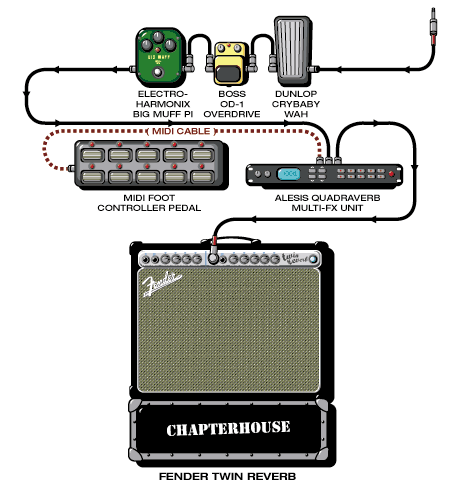 BIG MUFF
ELECTRO-
HARMONIX
BIG MUFF PI
BOSS
OD-1
OVERDRIVE
DUNLOP
CRYBABY
WAH
( MIDI CABLE )
MIDI FOOT
CONTROLLER PEDAL
ALESIS QUADRAVERB
MULTI-FX UNIT
Twin
Reverb
Fender
CHAPTERHOUSE
FENDER TWIN REVERB